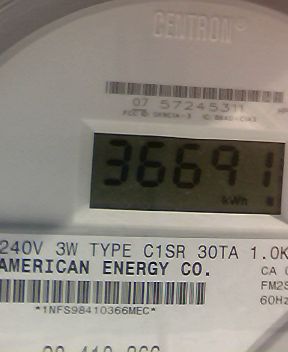 CENTRON®
07 57245311
36691
kWh
240V 3W TYPE C1SR 30TA 1.0K
AMERICAN ENERGY CO.
CA
FM2S
60Hz
*1NFS98410366MEC*